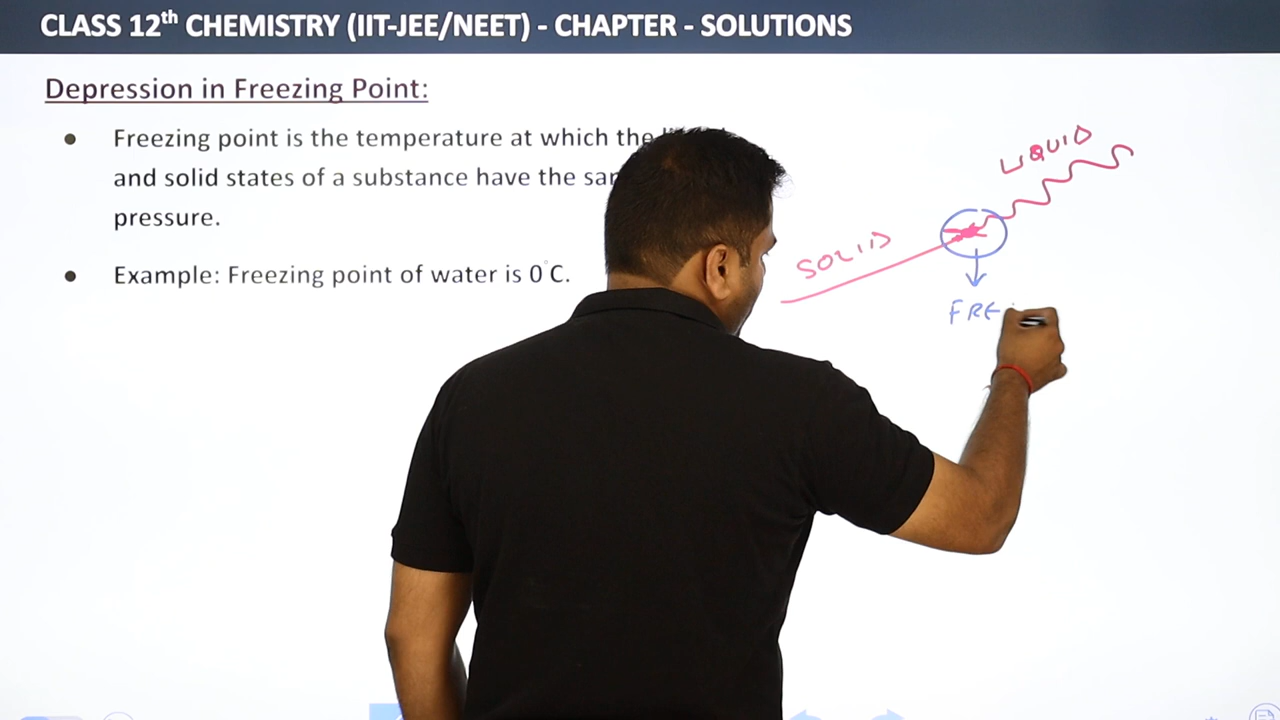 CLASS 12th CHEMISTRY (IIT-JEE/NEET) - CHAPTER - SOLUTIONS
Depression in Freezing Point:
● Freezing point is the temperature at which the
and solid states of a substance have the
pressure.
● Example: Freezing point of water is 0°C.
LIQUID
SOLID
FRE